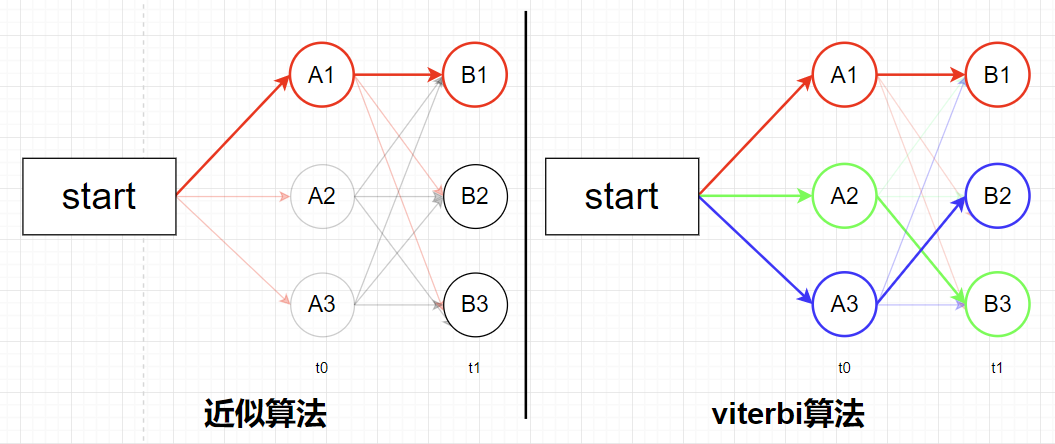 start
A1
B1
A2
B2
A3
B3
t0
t1
近似算法
start
A1
B1
A2
B2
A3
B3
t0
t1
viterbi算法